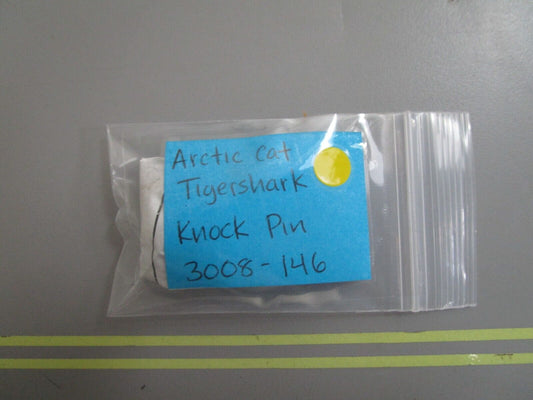 Arctic Cat
Tigershark
Knock Pin
3008-146